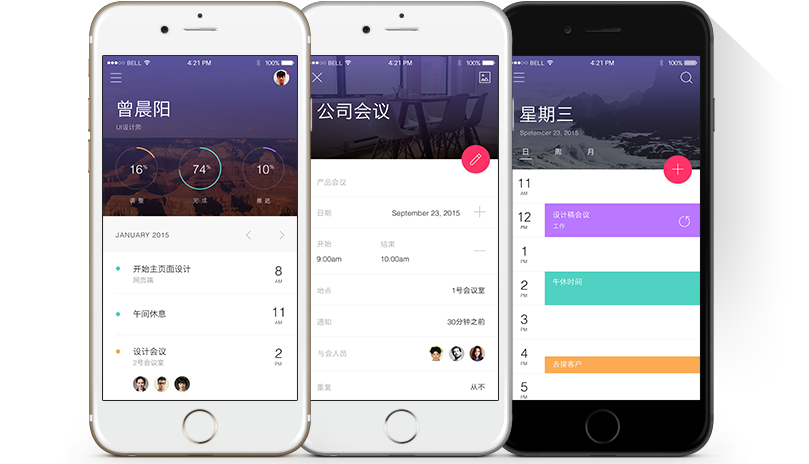 BELL 4:21 PM 100%
曾晨阳
UI设计师
16% 74% 10%
调 整 完 成 推 迟
JANUARY 2015
开始主页面设计 8
网页端 AM
午间休息 11
AM
设计会议 2
2号会议室 PM
BELL 4:21 PM 100%
公司会议
产品会议
日期 September 23, 2015
开始 结束
9:00am 10:00am
地点 1号会议室
通知 30分钟之前
与会人员
重复 从不
BELL 4:21 PM 100%
星期三
Spetember 23, 2015
日 周 月
11
AM
12 设计稿会议
PM 工作
1
PM
2 午休时间
PM
3
PM
4 去接客户
PM
5
PM